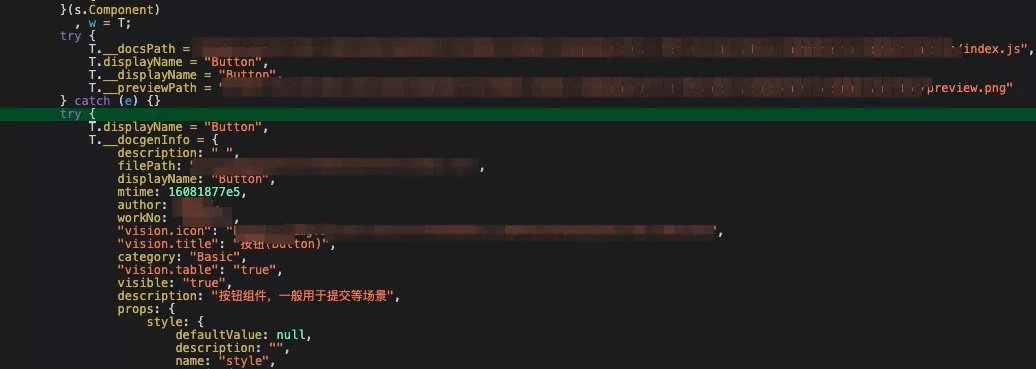 }(s.Component)
, w = T;
try {
T.__docsPath = /index.js",
T.displayName = "Button",
T.__displayName = "Button",
T.__previewPath = " preview.png"
} catch (e) {}
try {
T.displayName = "Button",
T.__docgenInfo = {
description: " ",
filePath: ,
displayName: "Button",
mtime: 16081877e5,
author:
workNo: ,
"vision.icon": " ,
"vision.title": "按钮(Button)",
category: "Basic",
"vision.table": "true",
visible: "true",
description: "按钮组件，一般用于提交等场景",
props: {
style: {
defaultValue: null,
description: "",
name: "style",